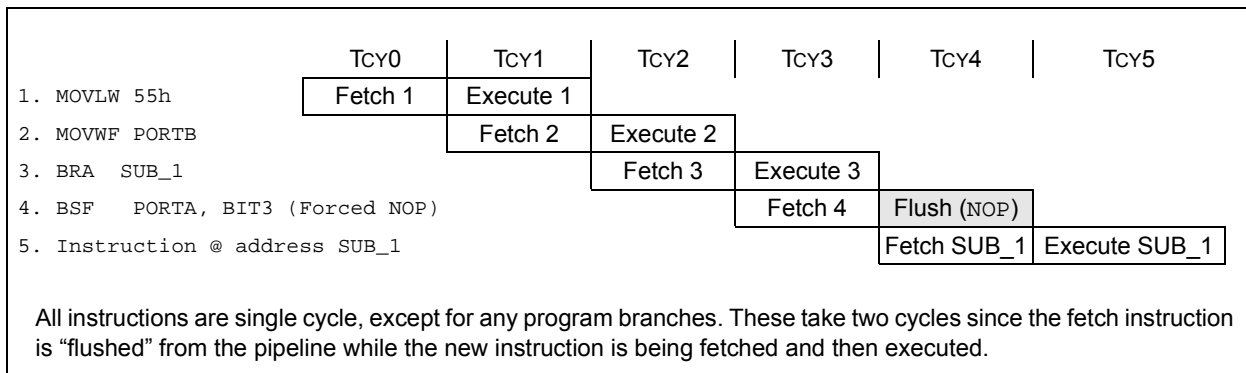 TCY0 TCY1 TCY2 TCY3 TCY4 TCY5
1. MOVLW 55h Fetch 1 Execute 1
2. MOVWF PORTB Fetch 2 Execute 2
3. BRA SUB_1 Fetch 3 Execute 3
4. BSF PORTA, BIT3 (Forced NOP) Fetch 4 Flush (NOP)
5. Instruction @ address SUB_1 Fetch SUB_1 Execute SUB_1
All instructions are single cycle, except for any program branches. These take two cycles since the fetch instruction
is “flushed” from the pipeline while the new instruction is being fetched and then executed.